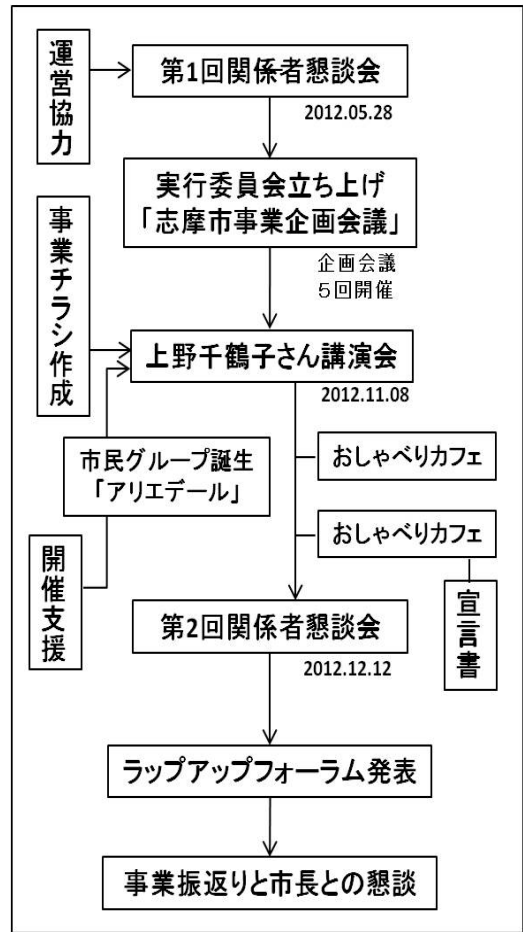 運営協力
第1回関係者懇談会
2012.05.28
実行委員会立ち上げ
「志摩市事業企画会議」
企画会議
５回開催
事業チラシ作成
上野千鶴子さん講演会
2012.11.08
市民グループ誕生
「アリエデール」
おしゃべりカフェ
おしゃべりカフェ
開催支援
宣言書
第2回関係者懇談会
2012.12.12
ラップアップフォーラム発表
事業振返りと市長との懇談